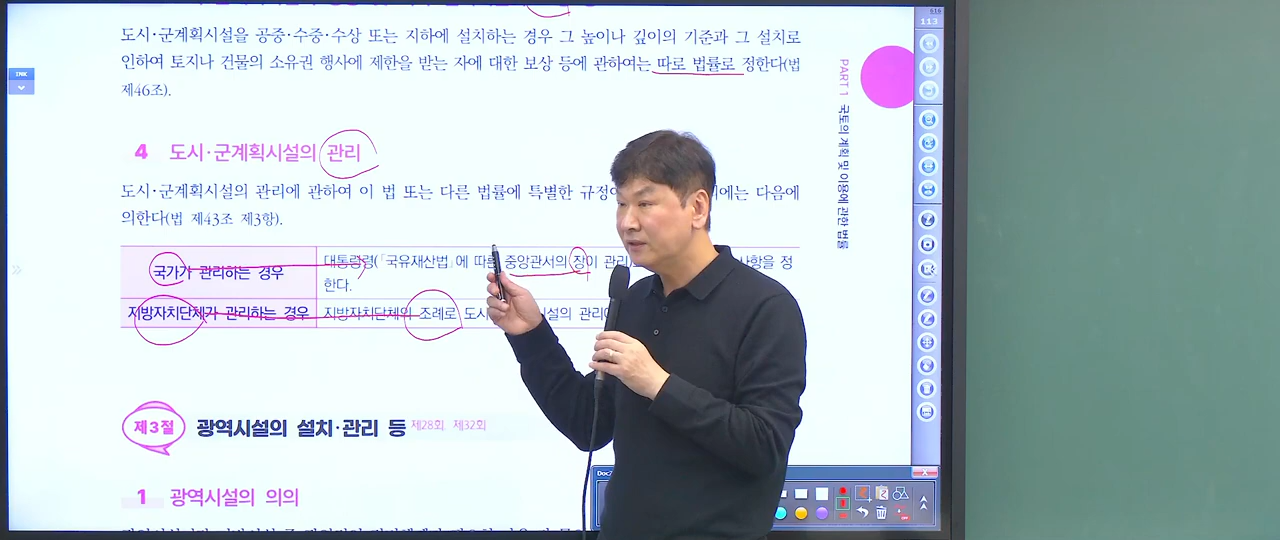 616
113
INK
도시·군계획시설을 공중·수중·수상 또는 지하에 설치하는 경우 그 높이나 깊이의 기준과 그 설치로
인하여 토지나 건물의 소유권 행사에 제한을 받는 자에 대한 보상 등에 관하여는 따로 법률로 정한다(법
제46조).
PART 1 국토의 계획 및 이용에 관한 법률
4 도시·군계획시설의 관리
도시·군계획시설의 관리에 관하여 이 법 또는 다른 법률에 특별한 규정이 에는 다음에
의한다(법 제43조 제3항).
국가가 관리하는 경우
대통령령(「국유재산법」에 따른 중앙관서의 장이 관리 사항을 정
한다.
지방자치단체가 관리하는 경우
지방자치단체의 조례로 도시 시설의 관리에
제3절 광역시설의 설치·관리 등 제28회, 제32회
1 광역시설의 의의